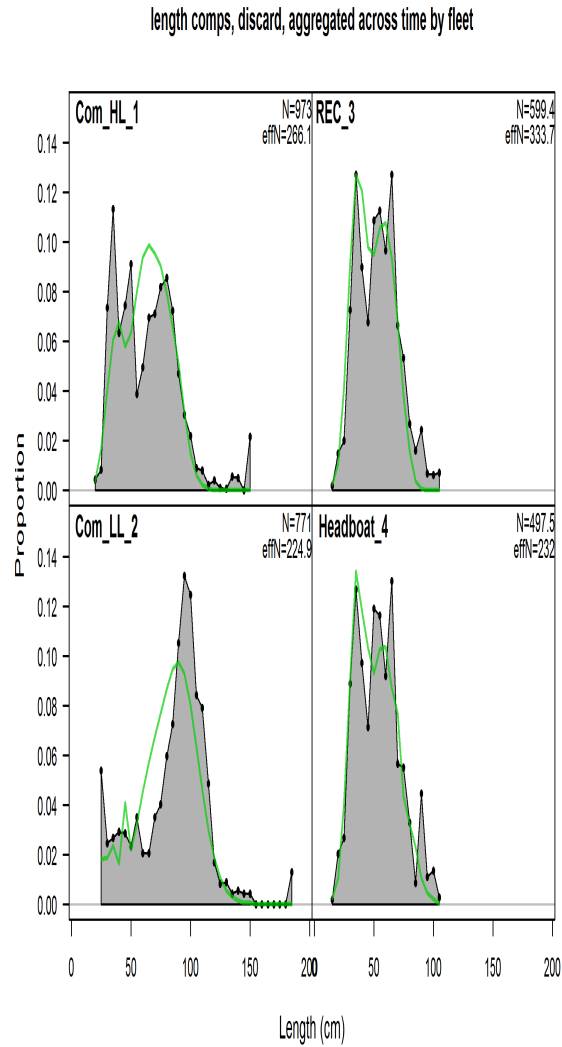 length comps, discard, aggregated across time by fleet
Com_HL_1
N=973
effN=266.1
REC_3
N=599.4
effN=333.7
0.14
0.12
0.10
0.08
0.06
0.04
0.02
0.00
Com_LL_2
N=771
effN=224.9
Headboat_4
N=497.5
effN=232
0.14
0.12
0.10
0.08
0.06
0.04
0.02
0.00
Proportion
0 50 100 150 200
0 50 100 150 200
Length (cm)